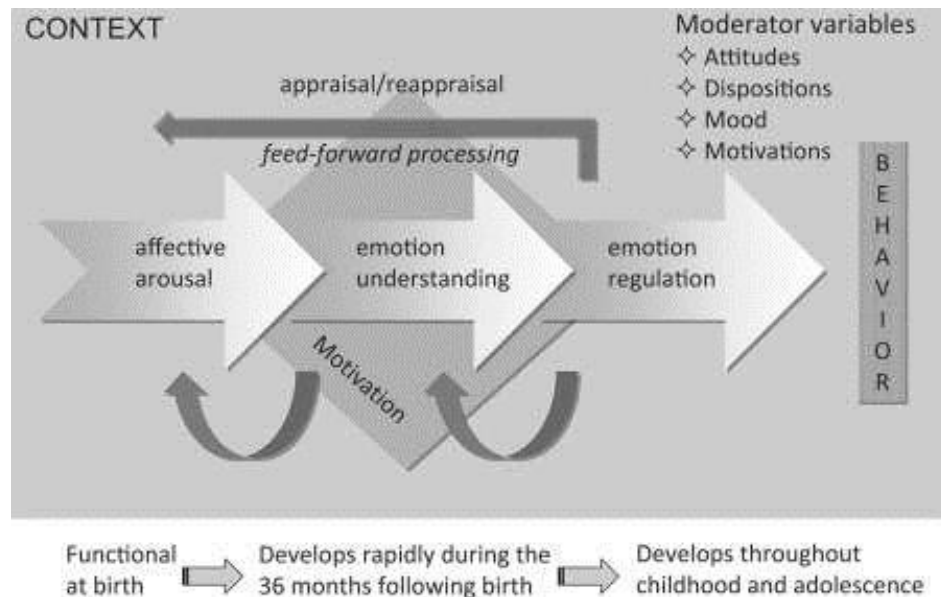 CONTEXT
Moderator variables
✧ Attitudes
✧ Dispositions
✧ Mood
✧ Motivations
appraisal/reappraisal
feed-forward processing
affective
arousal
emotion
understanding
emotion
regulation
Motivation
BEHAVIOR
Functional
at birth
Develops rapidly during the
36 months following birth
Develops throughout
childhood and adolescence